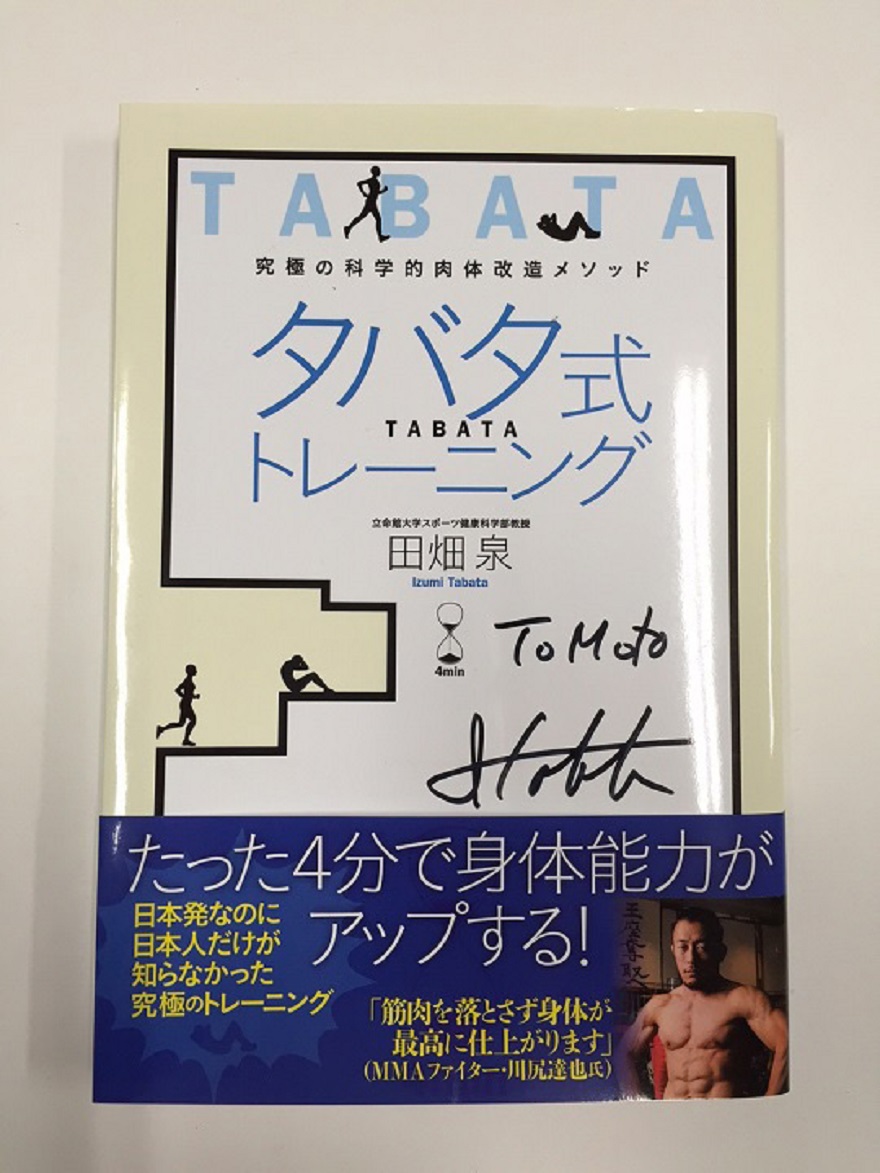 TABATA
究極の科学的肉体改造メソッド
タバタ式
TABATA
トレーニング
立命館大学スポーツ健康科学部教授
田畑 泉
Izumi Tabata
4min
To Moto
たった4分で身体能力が
アップする!
日本発なのに
日本人だけが
知らなかった
究極のトレーニング
「筋肉を落とさず身体が
最高に仕上がります」
(MMAファイター・川尻達也氏)